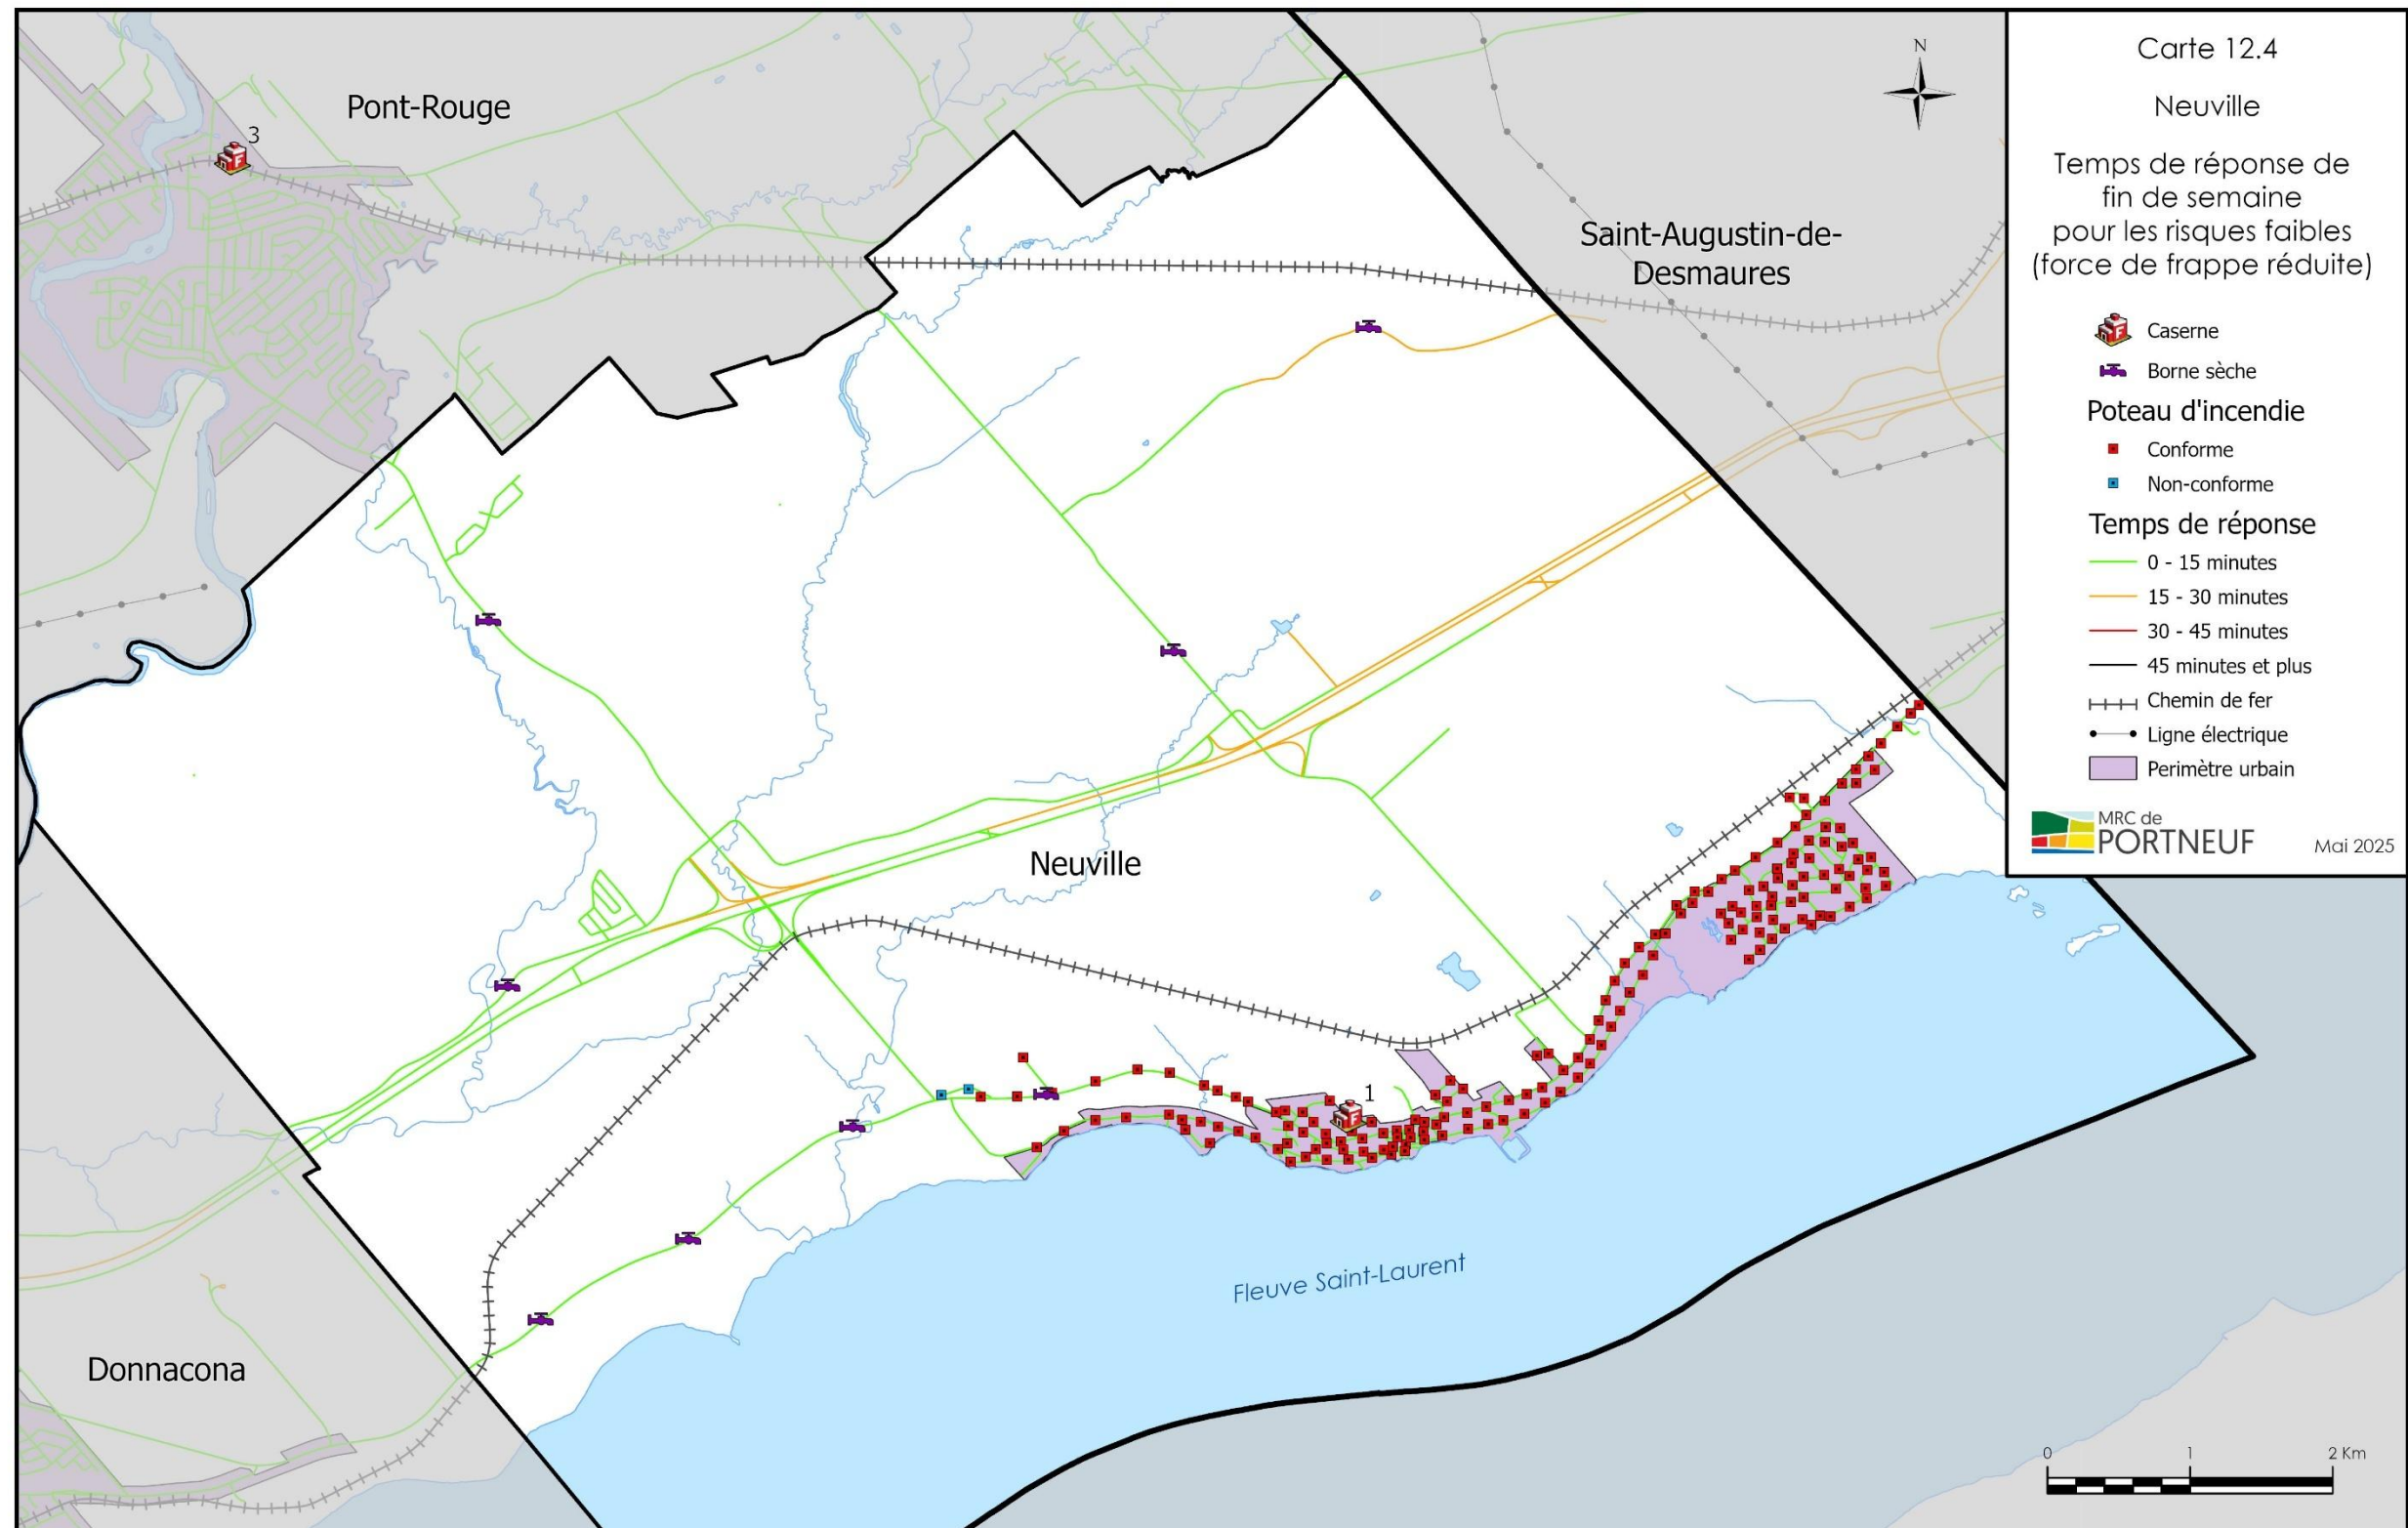 Carte 12.4
Neuville
Temps de réponse de
fin de semaine
pour les risques faibles
(force de frappe réduite)
Caserne
Borne sèche
Poteau d'incendie
Conforme
Non-conforme
Temps de réponse
0 - 15 minutes
15 - 30 minutes
30 - 45 minutes
45 minutes et plus
Chemin de fer
Ligne électrique
Perimètre urbain
MRC de
PORTNEUF
Mai 2025
N
Pont-Rouge
3
Saint-Augustin-de-
Desmaures
Neuville
1
Fleuve Saint-Laurent
Donnacona
0 1 2 Km